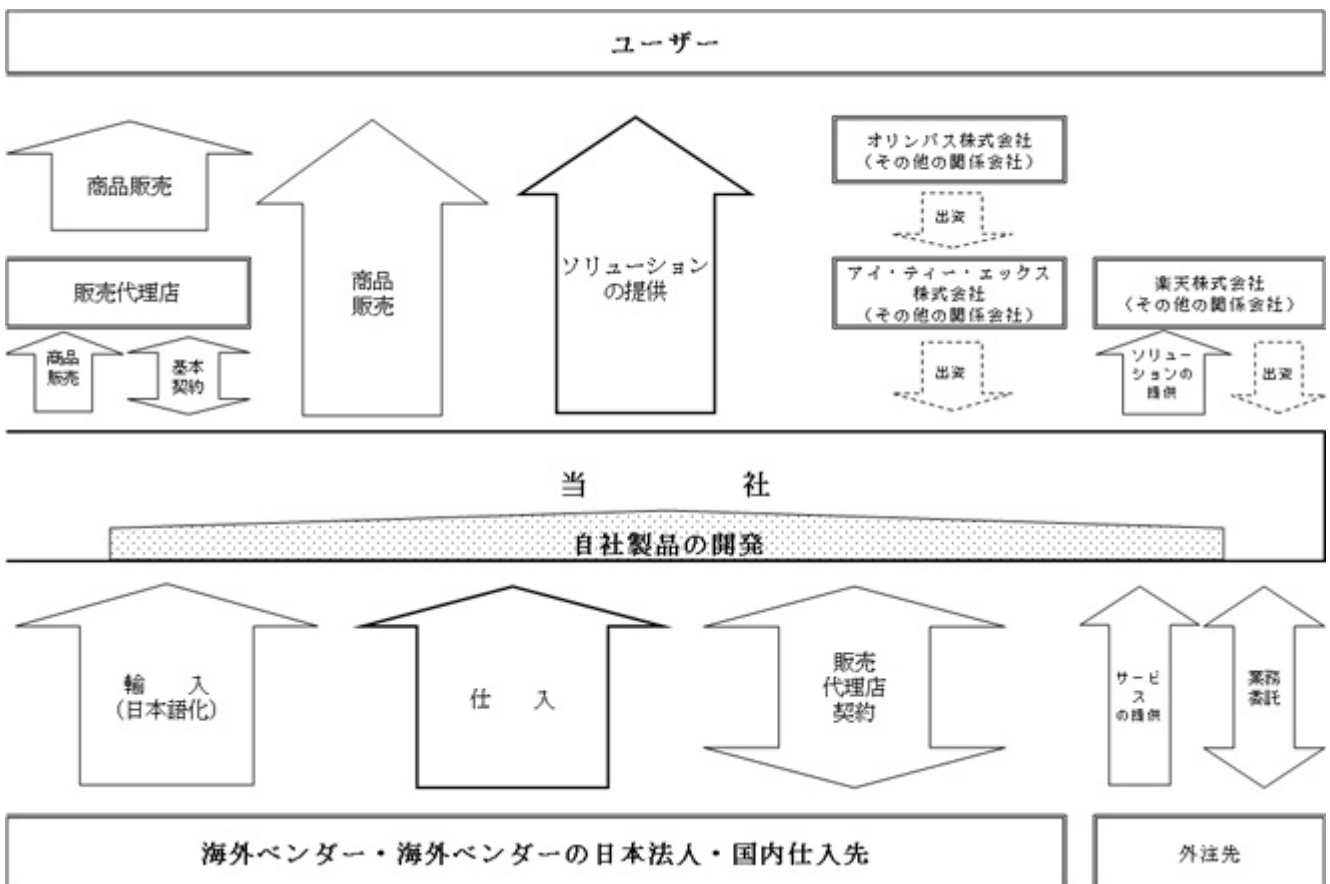 ユーザー
商品販売
販売代理店
商品
販売
基本
契約
商品
販売
ソリューション
の提供
オリンパス株式会社
(その他の関係会社)
出資
アイ・ティー・エックス
株式会社
(その他の関係会社)
出資
楽天株式会社
(その他の関係会社)
ソリュー
ションの
提供
出資
当 社
自社製品の開発
輸 入
(日本語化)
仕 入
販売
代理店
契約
サービ
ス
の提供
業務
委託
海外ベンダー・海外ベンダーの日本法人・国内仕入先
外注先